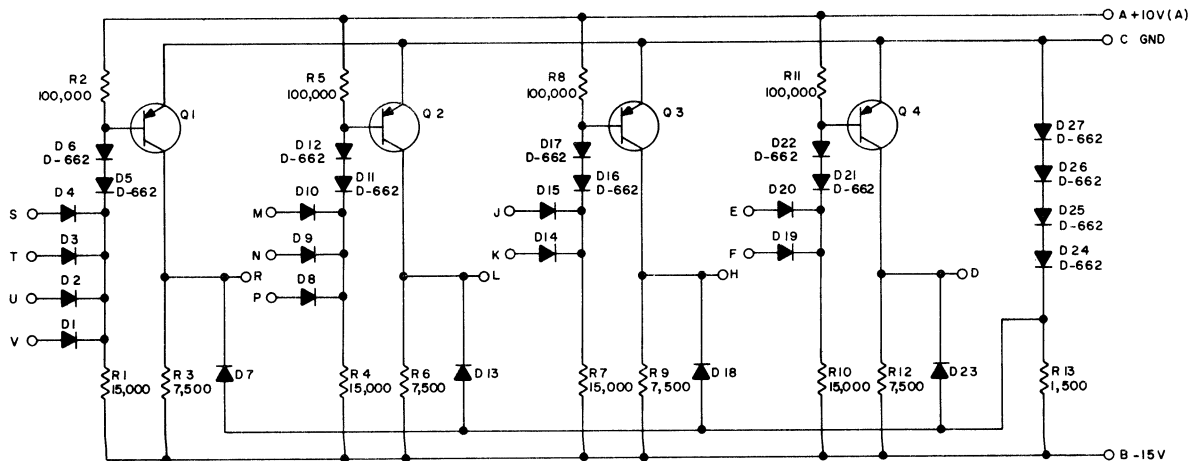 A +10V(A)
C GND
R2
100,000
Q1
R5
100,000
Q2
R8
100,000
Q3
R11
100,000
Q4
D6
D-662
D5
D-662
D4
S
D3
T
D2
U
D1
V
R
D12
D-662
D11
D-662
D10
M
D9
N
D8
P
L
D17
D-662
D16
D-662
D15
J
D14
K
H
D22
D-662
D21
D-662
D20
E
D19
F
D
D27
D-662
D26
D-662
D25
D-662
D24
D-662
R1
15,000
R3
7,500
D7
R4
15,000
R6
7,500
D13
R7
15,000
R9
7,500
D18
R10
15,000
R12
7,500
D23
R13
1,500
B -15V